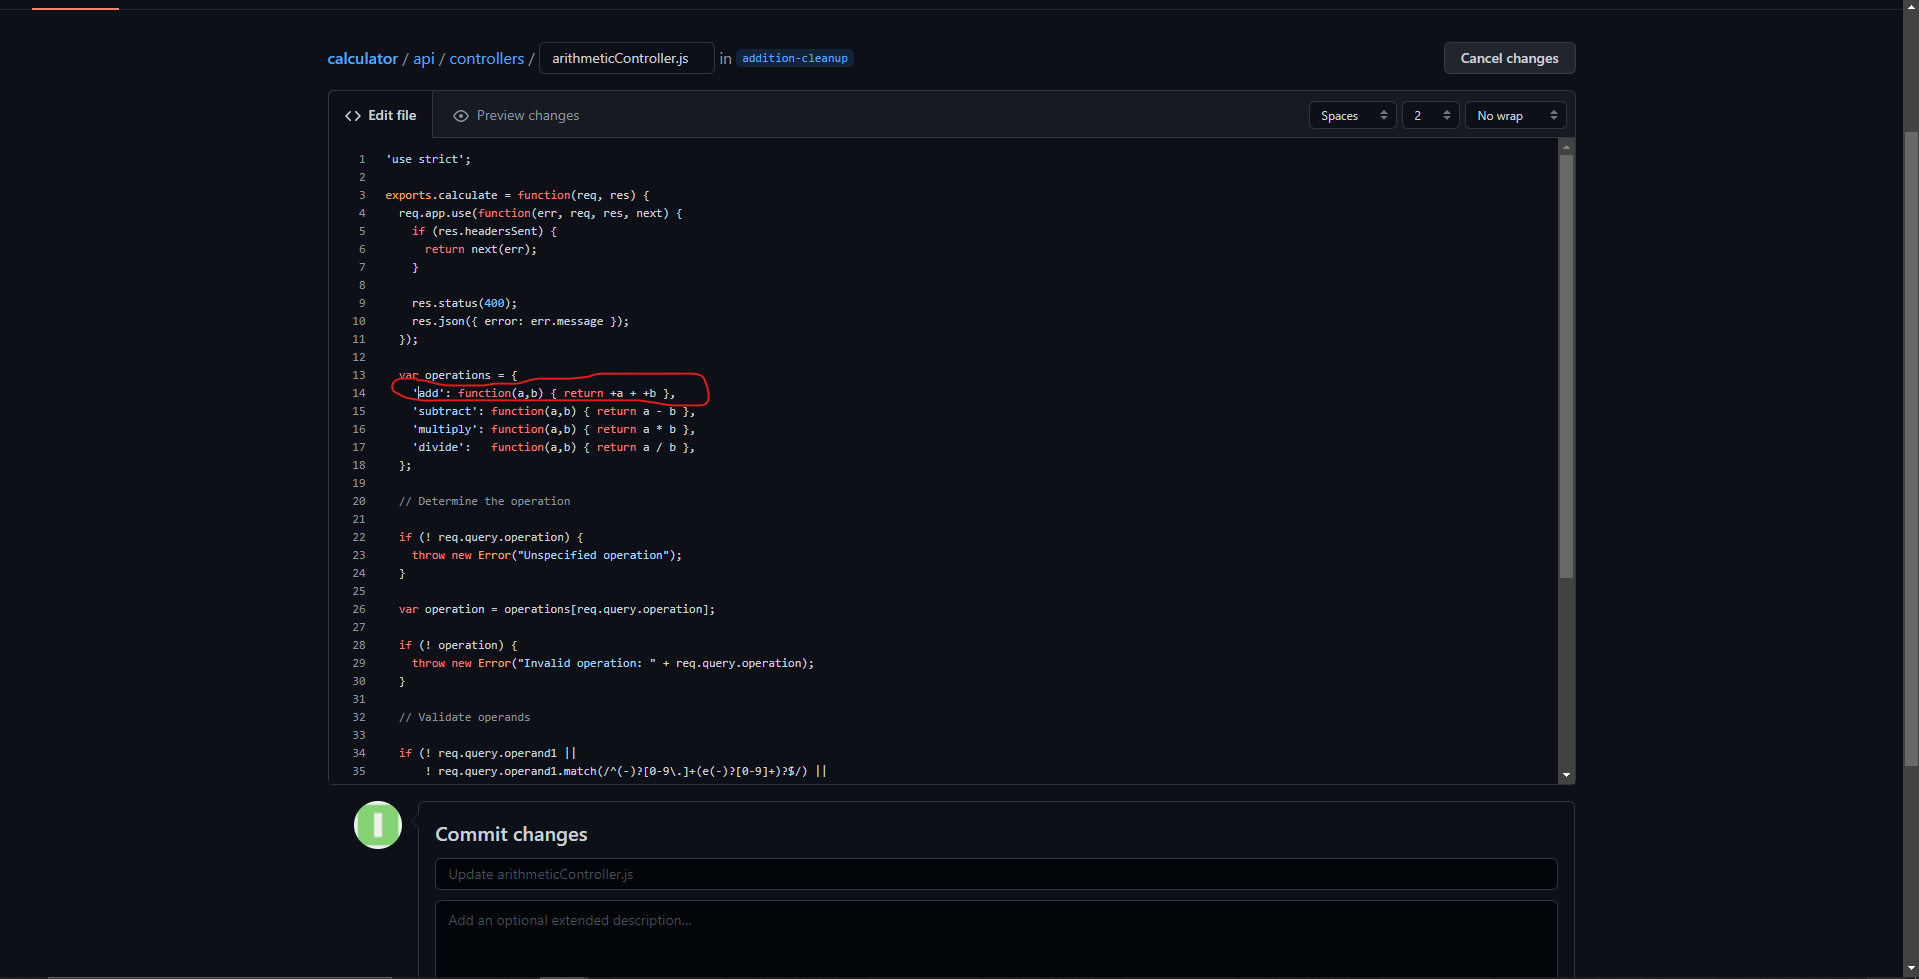 calculator / api / controllers / arithmeticController.js in addition-cleanup Cancel changes
Edit file Preview changes Spaces 2 No wrap
1 'use strict';
2
3 exports.calculate = function(req, res) {
4   req.app.use(function(err, req, res, next) {
5     if (res.headersSent) {
6       return next(err);
7     }
8
9     res.status(400);
10     res.json({ error: err.message });
11   });
12
13   var operations = {
14     'add': function(a,b) { return +a + +b },
15     'subtract': function(a,b) { return a - b },
16     'multiply': function(a,b) { return a * b },
17     'divide':   function(a,b) { return a / b },
18   };
19
20   // Determine the operation
21
22   if (! req.query.operation) {
23     throw new Error("Unspecified operation");
24   }
25
26   var operation = operations[req.query.operation];
27
28   if (! operation) {
29     throw new Error("Invalid operation: " + req.query.operation);
30   }
31
32   // Validate operands
33
34   if (! req.query.operand1 ||
35       ! req.query.operand1.match(/^(-)?[0-9\.]+(e(-)?[0-9]+)?$/) ||
Commit changes
Update arithmeticController.js
Add an optional extended description...